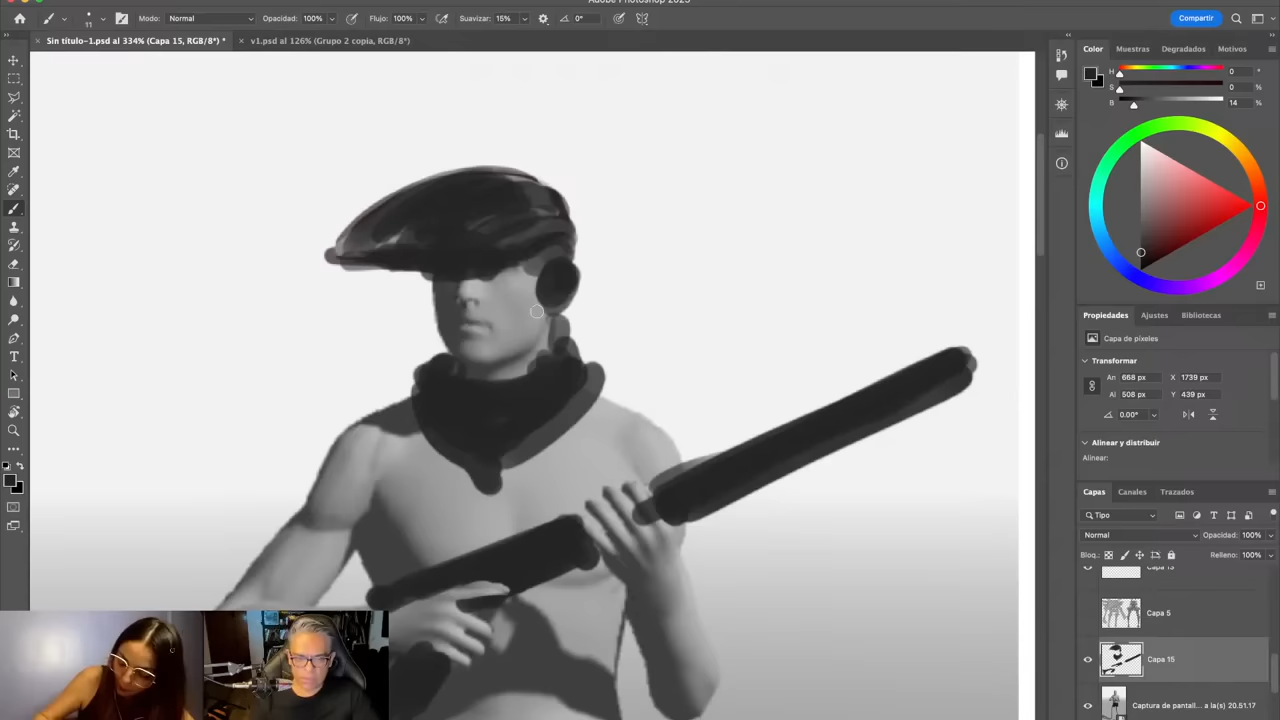 Adobe Photoshop 2023
11
Modo: Normal
Opacidad: 100%
Flujo: 100%
Suavizar: 15%
0°
Compartir
× Sin título-1.psd al 334% (Capa 15, RGB/8*) *
× v1.psd al 126% (Grupo 2 copia, RGB/8*)
Color Muestras Degradados Motivos
H 0 °
S 0 %
B 14 %
Propiedades Ajustes Bibliotecas
Capa de píxeles
Transformar
An 668 px X 1739 px
Al 508 px Y 439 px
0.00°
Alinear y distribuir
Alinear:
Capas Canales Trazados
Tipo
Normal Opacidad: 100%
Bloq.: Relleno: 100%
Capa 13
Capa 5
Capa 15
Captura de pantall... a la(s) 20.51.17